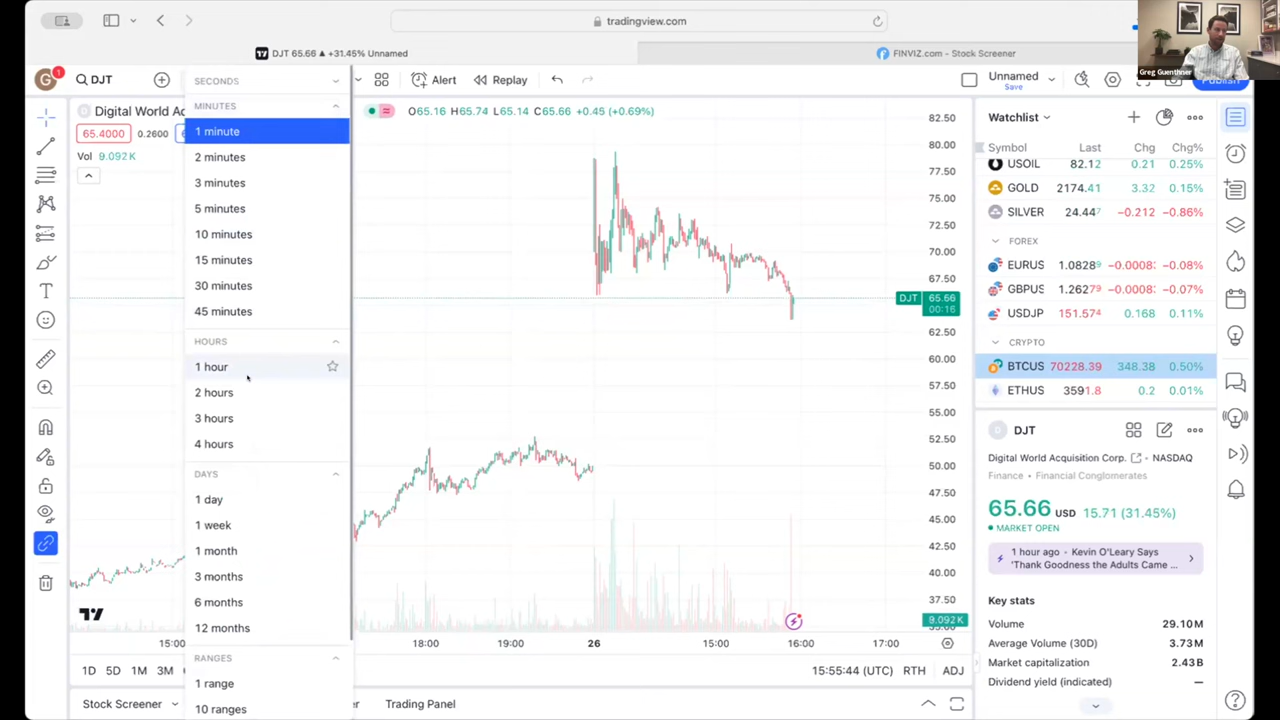 tradingview.com
DJT 65.66 ▲ +31.45% Unnamed
FINVIZ.com - Stock Screener
Greg Guenthner
G
1
DJT
SECONDS
Alert
Replay
Unnamed
Save
Publish
Digital World Ac
MINUTES
O65.16 H65.74 L65.14 C65.66 +0.45 (+0.69%)
65.4000
0.2600
Vol 9.092 K
1 minute
2 minutes
3 minutes
5 minutes
10 minutes
15 minutes
30 minutes
45 minutes
HOURS
1 hour
2 hours
3 hours
4 hours
DAYS
1 day
1 week
1 month
3 months
6 months
12 months
RANGES
1 range
10 ranges
82.50
80.00
77.50
75.00
72.50
70.00
67.50
DJT 65.66
00:16
62.50
60.00
57.50
55.00
52.50
50.00
47.50
45.00
42.50
40.00
37.50
9.092 K
15:00
18:00
19:00
26
15:00
16:00
17:00
1D 5D 1M 3M
15:55:44 (UTC) RTH ADJ
Stock Screener
Trading Panel
Watchlist
Symbol Last Chg Chg%
USOIL 82.12 0.21 0.25%
GOLD 2174.41 3.32 0.15%
SILVER 24.447 -0.212 -0.86%
FOREX
EURUS 1.08289 -0.0008 -0.08%
GBPUS 1.26279 -0.0008 -0.07%
USDJP 151.574 0.168 0.11%
CRYPTO
BTCUS 70228.39 348.38 0.50%
ETHUS 3591.8 0.2 0.01%
D
DJT
Digital World Acquisition Corp. NASDAQ
Finance • Financial Conglomerates
65.66 USD 15.71 (31.45%)
MARKET OPEN
1 hour ago • Kevin O'Leary Says
'Thank Goodness the Adults Came ...
Key stats
Volume 29.10M
Average Volume (30D) 3.73M
Market capitalization 2.43B
Dividend yield (indicated) —